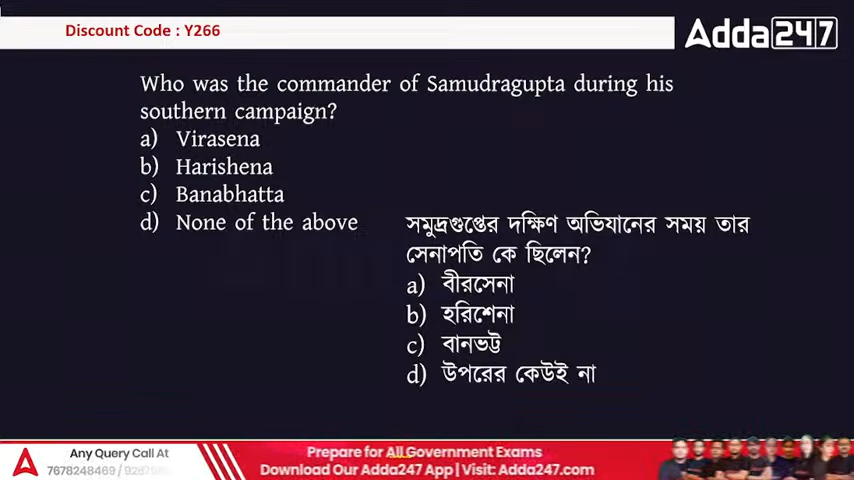 Discount Code : Y266
Adda247
Who was the commander of Samudragupta during his
southern campaign?
a) Virasena
b) Harishena
c) Banabhatta
d) None of the above
সমুদ্রগুপ্তের দক্ষিণ অভিযানের সময় তার
সেনাপতি কে ছিলেন?
a) বীরসেনা
b) হরিশেনা
c) বানভট্ট
d) উপরের কেউই না
Any Query Call At
7678248469 /
Prepare for All Government Exams
Download Our Adda247 App | Visit: Adda247.com